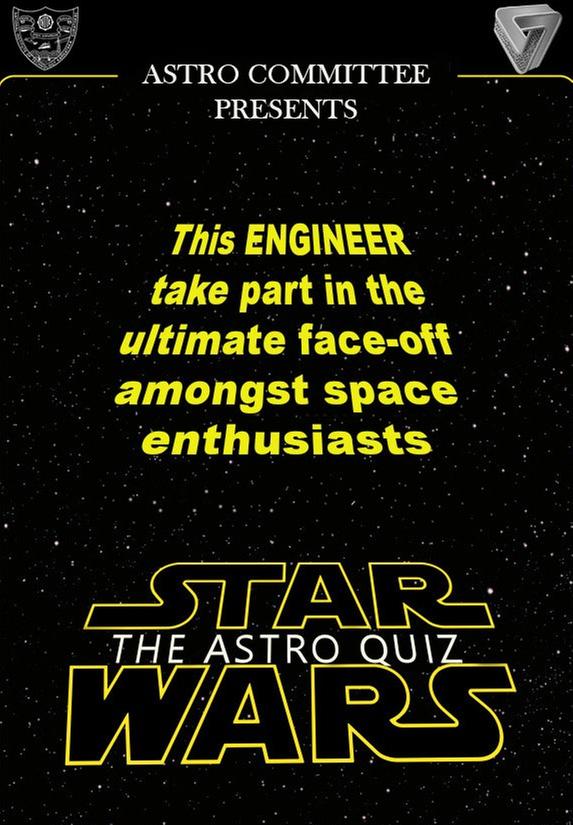 ASTRO COMMITTEE
PRESENTS
This ENGINEER
take part in the
ultimate face-off
amongst space
enthusiasts
STAR
THE ASTRO QUIZ
WARS